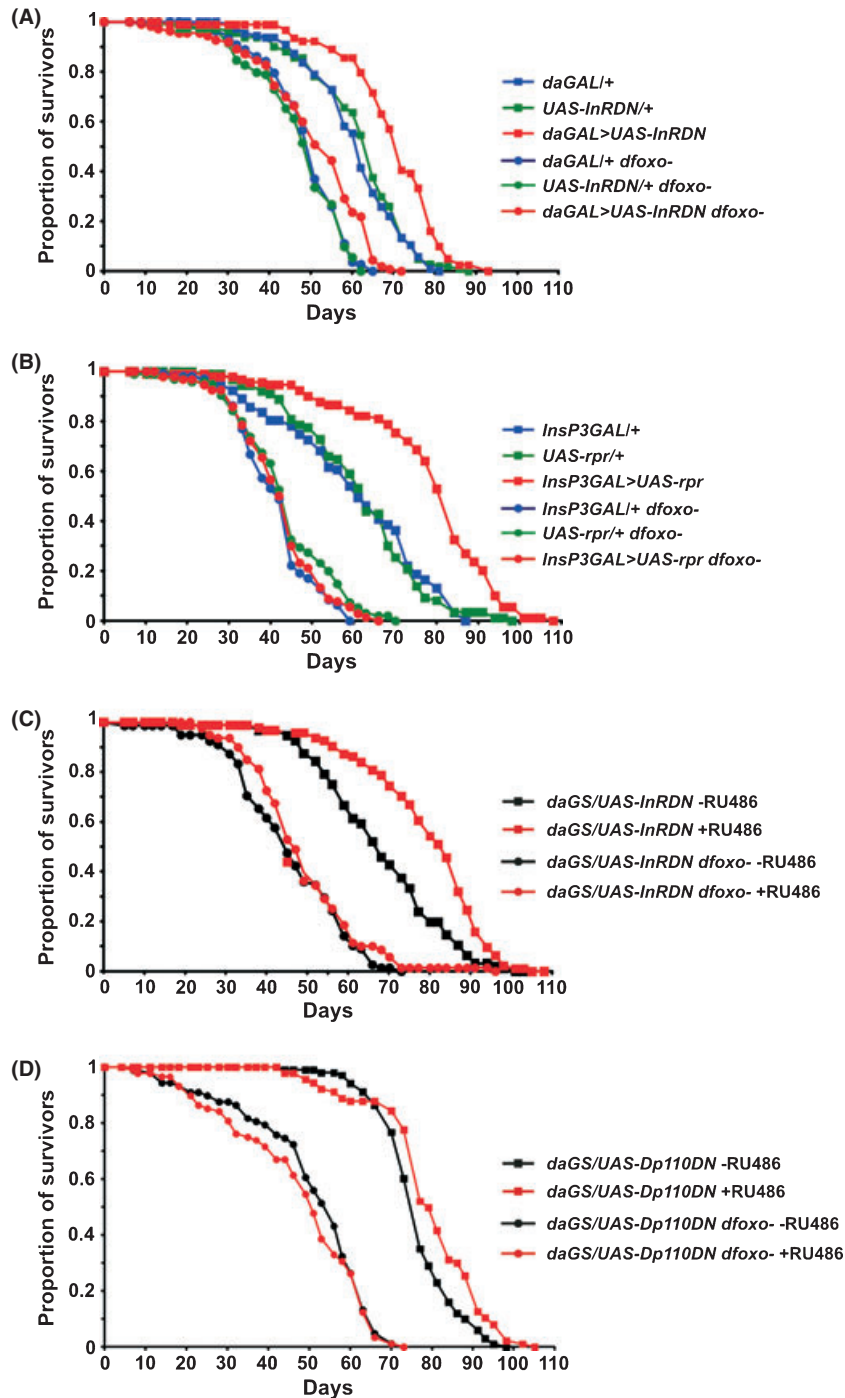 (A)
Proportion of survivors
1
0.8
0.6
0.4
0.2
0
0 10 20 30 40 50 60 70 80 90 100 110
Days
daGAL/+
UAS-InRDN/+
daGAL>UAS-InRDN
daGAL/+ dfoxo-
UAS-InRDN/+ dfoxo-
daGAL>UAS-InRDN dfoxo-
(B)
Proportion of survivors
1
0.8
0.6
0.4
0.2
0
0 10 20 30 40 50 60 70 80 90 100 110
Days
InsP3GAL/+
UAS-rpr/+
InsP3GAL>UAS-rpr
InsP3GAL/+ dfoxo-
UAS-rpr/+ dfoxo-
InsP3GAL>UAS-rpr dfoxo-
(C)
Proportion of survivors
1
0.8
0.6
0.4
0.2
0
0 10 20 30 40 50 60 70 80 90 100 110
Days
daGS/UAS-InRDN -RU486
daGS/UAS-InRDN +RU486
daGS/UAS-InRDN dfoxo- -RU486
daGS/UAS-InRDN dfoxo- +RU486
(D)
Proportion of survivors
1
0.8
0.6
0.4
0.2
0
0 10 20 30 40 50 60 70 80 90 100 110
Days
daGS/UAS-Dp110DN -RU486
daGS/UAS-Dp110DN +RU486
daGS/UAS-Dp110DN dfoxo- -RU486
daGS/UAS-Dp110DN dfoxo- +RU486